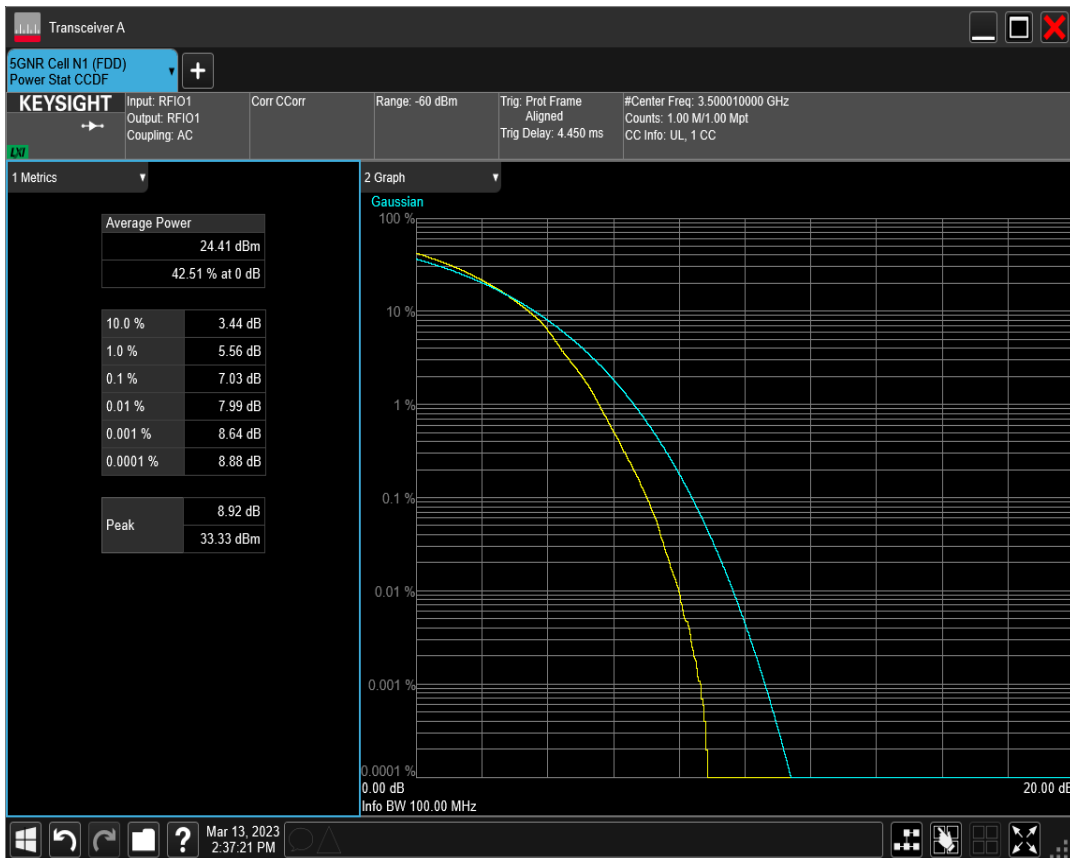 Transceiver A
5GNR Cell N1 (FDD)
Power Stat CCDF
KEYSIGHT
LXI
Input: RFIO1
Output: RFIO1
Coupling: AC
Corr CCorr
Range: -60 dBm
Trig: Prot Frame
Aligned
Trig Delay: 4.450 ms
#Center Freq: 3.500010000 GHz
Counts: 1.00 M/1.00 Mpt
CC Info: UL, 1 CC
1 Metrics
Average Power
24.41 dBm
42.51 % at 0 dB
10.0 % 3.44 dB
1.0 % 5.56 dB
0.1 % 7.03 dB
0.01 % 7.99 dB
0.001 % 8.64 dB
0.0001 % 8.88 dB
Peak
8.92 dB
33.33 dBm
2 Graph
Gaussian
100 %
10 %
1 %
0.1 %
0.01 %
0.001 %
0.0001 %
0.00 dB 20.00 dB
Info BW 100.00 MHz
? Mar 13, 2023
2:37:21 PM